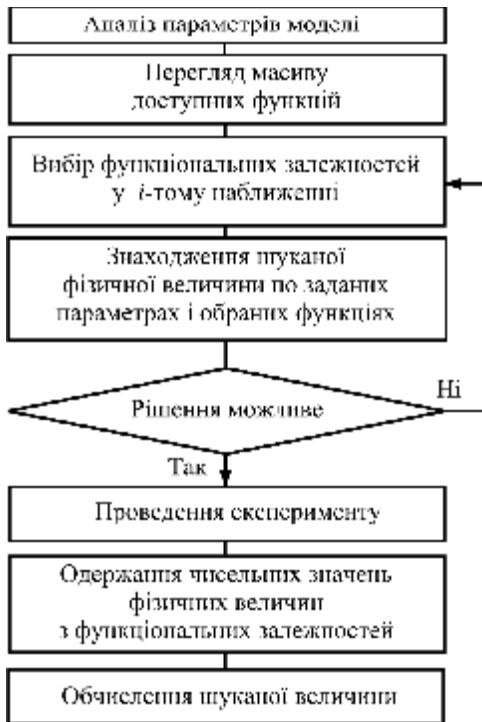 Аналіз параметрів моделі
Перегляд масиву
доступних функцій
Вибір функціональних залежностей
у i-тому наближенні
Знаходження шуканої
фізичної величини по заданих
параметрах і обраних функціях
Рішення можливе
Ні
Так
Проведення експерименту
Одержання чисельних значень
фізичних величин
з функціональних залежностей
Обчислення шуканої величини